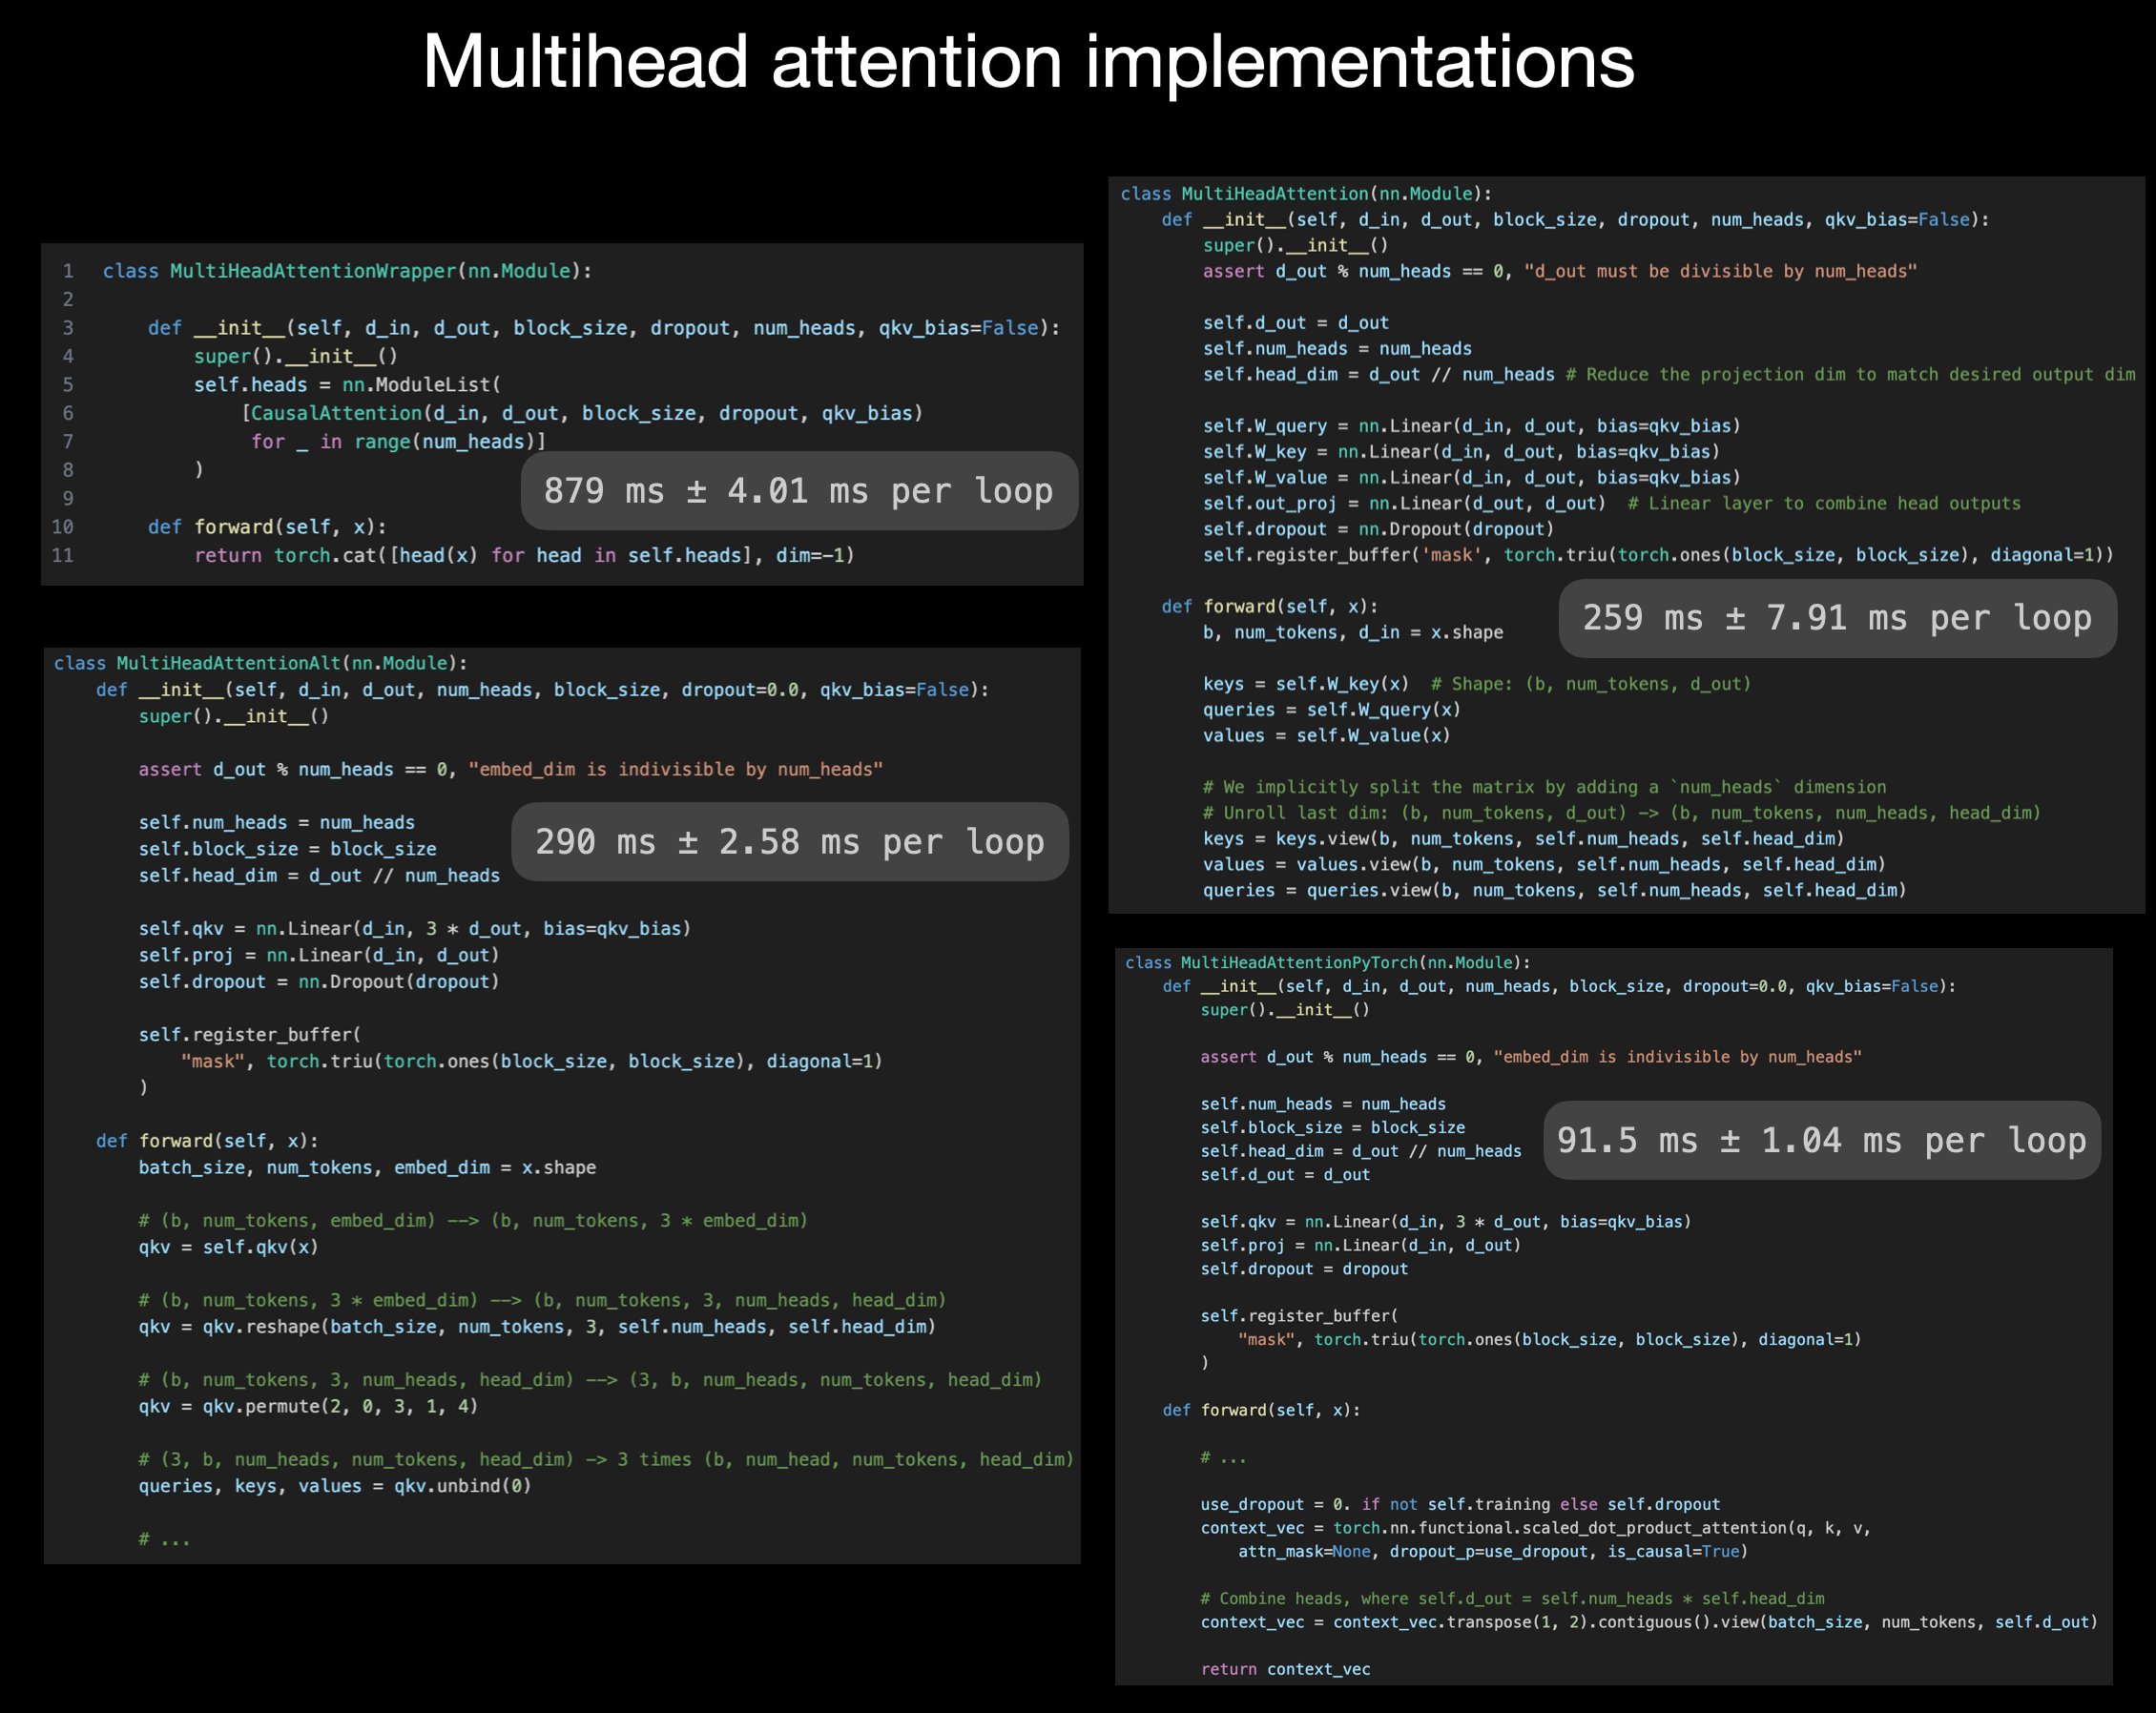 Multihead attention implementations
1 class MultiHeadAttentionWrapper(nn.Module):
2
3     def __init__(self, d_in, d_out, block_size, dropout, num_heads, qkv_bias=False):
4         super().__init__()
5         self.heads = nn.ModuleList(
6             [CausalAttention(d_in, d_out, block_size, dropout, qkv_bias)
7              for _ in range(num_heads)]
8         )
9
10     def forward(self, x):
11         return torch.cat([head(x) for head in self.heads], dim=-1)
879 ms ± 4.01 ms per loop
class MultiHeadAttentionAlt(nn.Module):
    def __init__(self, d_in, d_out, num_heads, block_size, dropout=0.0, qkv_bias=False):
        super().__init__()
        assert d_out % num_heads == 0, "embed_dim is indivisible by num_heads"
        self.num_heads = num_heads
        self.block_size = block_size
        self.head_dim = d_out // num_heads
290 ms ± 2.58 ms per loop
        self.qkv = nn.Linear(d_in, 3 * d_out, bias=qkv_bias)
        self.proj = nn.Linear(d_in, d_out)
        self.dropout = nn.Dropout(dropout)
        self.register_buffer(
            "mask", torch.triu(torch.ones(block_size, block_size), diagonal=1)
        )
    def forward(self, x):
        batch_size, num_tokens, embed_dim = x.shape
        # (b, num_tokens, embed_dim) --> (b, num_tokens, 3 * embed_dim)
        qkv = self.qkv(x)
        # (b, num_tokens, 3 * embed_dim) --> (b, num_tokens, 3, num_heads, head_dim)
        qkv = qkv.reshape(batch_size, num_tokens, 3, self.num_heads, self.head_dim)
        # (b, num_tokens, 3, num_heads, head_dim) --> (3, b, num_heads, num_tokens, head_dim)
        qkv = qkv.permute(2, 0, 3, 1, 4)
        # (3, b, num_heads, num_tokens, head_dim) -> 3 times (b, num_head, num_tokens, head_dim)
        queries, keys, values = qkv.unbind(0)
        # ...
class MultiHeadAttention(nn.Module):
    def __init__(self, d_in, d_out, block_size, dropout, num_heads, qkv_bias=False):
        super().__init__()
        assert d_out % num_heads == 0, "d_out must be divisible by num_heads"
        self.d_out = d_out
        self.num_heads = num_heads
        self.head_dim = d_out // num_heads # Reduce the projection dim to match desired output dim
        self.W_query = nn.Linear(d_in, d_out, bias=qkv_bias)
        self.W_key = nn.Linear(d_in, d_out, bias=qkv_bias)
        self.W_value = nn.Linear(d_in, d_out, bias=qkv_bias)
        self.out_proj = nn.Linear(d_out, d_out)  # Linear layer to combine head outputs
        self.dropout = nn.Dropout(dropout)
        self.register_buffer('mask', torch.triu(torch.ones(block_size, block_size), diagonal=1))
    def forward(self, x):
        b, num_tokens, d_in = x.shape
259 ms ± 7.91 ms per loop
        keys = self.W_key(x)  # Shape: (b, num_tokens, d_out)
        queries = self.W_query(x)
        values = self.W_value(x)
        # We implicitly split the matrix by adding a `num_heads` dimension
        # Unroll last dim: (b, num_tokens, d_out) -> (b, num_tokens, num_heads, head_dim)
        keys = keys.view(b, num_tokens, self.num_heads, self.head_dim)
        values = values.view(b, num_tokens, self.num_heads, self.head_dim)
        queries = queries.view(b, num_tokens, self.num_heads, self.head_dim)
class MultiHeadAttentionPyTorch(nn.Module):
    def __init__(self, d_in, d_out, num_heads, block_size, dropout=0.0, qkv_bias=False):
        super().__init__()
        assert d_out % num_heads == 0, "embed_dim is indivisible by num_heads"
        self.num_heads = num_heads
        self.block_size = block_size
        self.head_dim = d_out // num_heads
        self.d_out = d_out
91.5 ms ± 1.04 ms per loop
        self.qkv = nn.Linear(d_in, 3 * d_out, bias=qkv_bias)
        self.proj = nn.Linear(d_in, d_out)
        self.dropout = dropout
        self.register_buffer(
            "mask", torch.triu(torch.ones(block_size, block_size), diagonal=1)
        )
    def forward(self, x):
        # ...
        use_dropout = 0. if not self.training else self.dropout
        context_vec = torch.nn.functional.scaled_dot_product_attention(q, k, v,
            attn_mask=None, dropout_p=use_dropout, is_causal=True)
        # Combine heads, where self.d_out = self.num_heads * self.head_dim
        context_vec = context_vec.transpose(1, 2).contiguous().view(batch_size, num_tokens, self.d_out)
        return context_vec